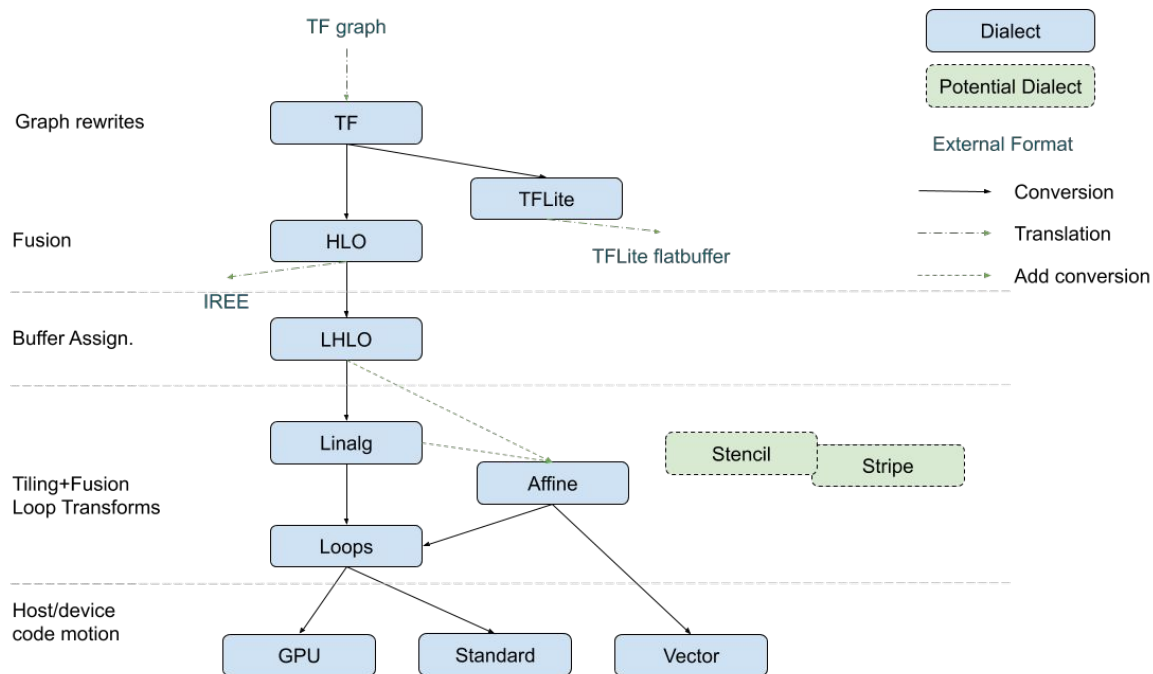 TF graph
Dialect
Potential Dialect
External Format
Conversion
Translation
Add conversion
Graph rewrites
TF
TFLite
Fusion
HLO
TFLite flatbuffer
IREE
Buffer Assign.
LHLO
Linalg
Stencil
Stripe
Tiling+Fusion
Loop Transforms
Affine
Loops
Host/device
code motion
GPU
Standard
Vector